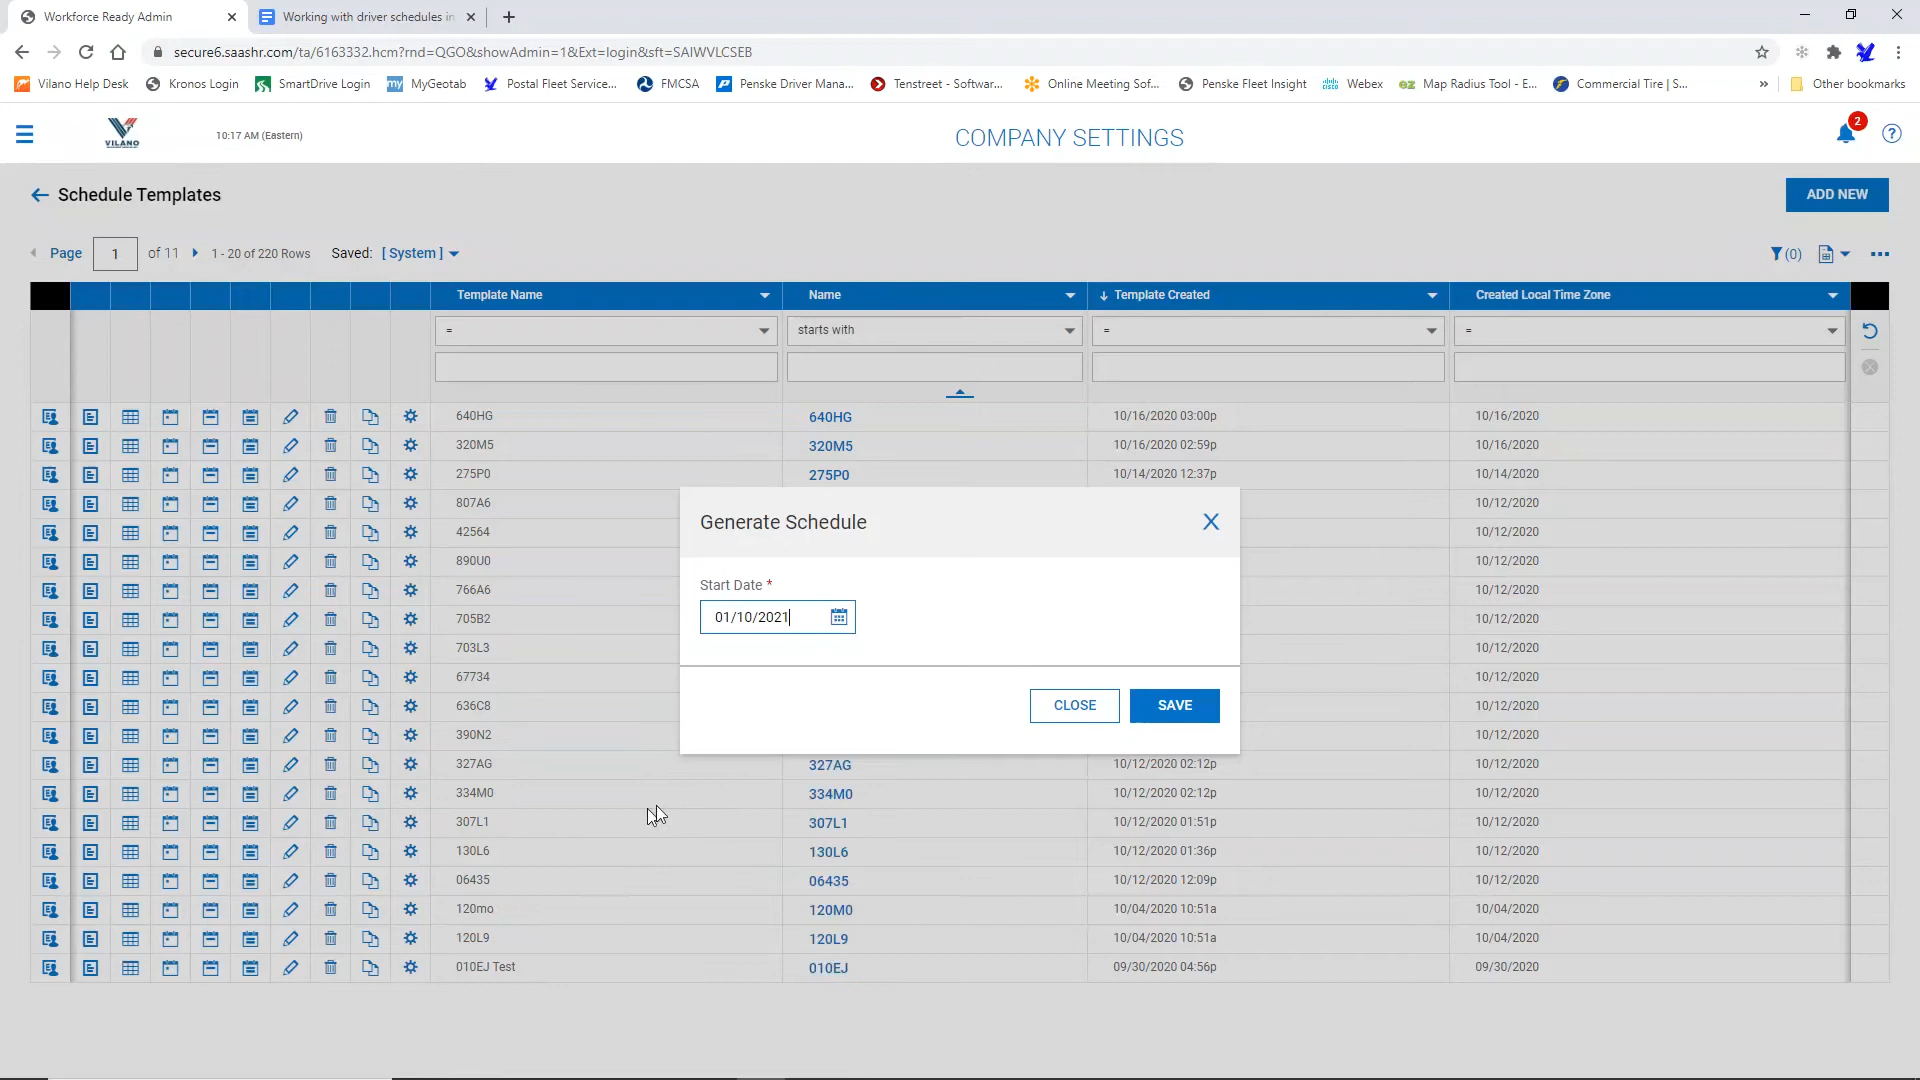 Workforce Ready Admin
Working with driver schedules in
secure6.saashr.com/ta/6163332.hcm?rnd=QGO&showAdmin=1&Ext=login&sft=SAIWVLCSEB
Vilano Help Desk Kronos Login SmartDrive Login my MyGeotab Postal Fleet Service... FMCSA Penske Driver Mana... Tenstreet - Softwar... Online Meeting Sof... Penske Fleet Insight Webex Map Radius Tool - E... Commercial Tire | S... » Other bookmarks
VILANO
10:17 AM (Eastern)
COMPANY SETTINGS
2
?
Schedule Templates
ADD NEW
Page 1 of 11 1 - 20 of 220 Rows Saved: [ System ]
(0)
Template Name Name Template Created Created Local Time Zone
= starts with = =
640HG 640HG 10/16/2020 03:00p 10/16/2020
320M5 320M5 10/16/2020 02:59p 10/16/2020
275P0 275P0 10/14/2020 12:37p 10/14/2020
807A6 10/12/2020
42564 10/12/2020
890U0 10/12/2020
766A6 10/12/2020
705B2 10/12/2020
703L3 10/12/2020
67734 10/12/2020
636C8 10/12/2020
390N2 10/12/2020
327AG 327AG 10/12/2020 02:12p 10/12/2020
334M0 334M0 10/12/2020 02:12p 10/12/2020
307L1 307L1 10/12/2020 01:51p 10/12/2020
130L6 130L6 10/12/2020 01:36p 10/12/2020
06435 06435 10/12/2020 12:09p 10/12/2020
120mo 120M0 10/04/2020 10:51a 10/04/2020
120L9 120L9 10/04/2020 10:51a 10/04/2020
010EJ Test 010EJ 09/30/2020 04:56p 09/30/2020
Generate Schedule
Start Date *
01/10/2021
CLOSE SAVE